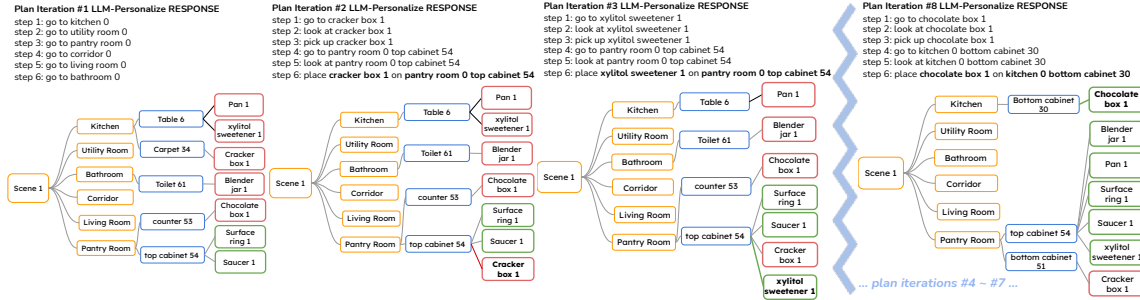 Plan Iteration #1 LLM-Personalize RESPONSE
step 1: go to kitchen 0
step 2: go to utility room 0
step 3: go to pantry room 0
step 4: go to corridor 0
step 5: go to living room 0
step 6: go to bathroom 0
Scene 1
Kitchen
Utility Room
Bathroom
Corridor
Living Room
Pantry Room
Table 6
Carpet 34
Toilet 61
counter 53
top cabinet 54
Pan 1
xylitol
sweetener 1
Cracker
box 1
Blender
jar 1
Chocolate
box 1
Surface
ring 1
Saucer 1
Plan Iteration #2 LLM-Personalize RESPONSE
step 1: go to cracker box 1
step 2: look at cracker box 1
step 3: pick up cracker box 1
step 4: go to pantry room 0 top cabinet 54
step 5: look at pantry room 0 top cabinet 54
step 6: place cracker box 1 on pantry room 0 top cabinet 54
Scene 1
Kitchen
Utility Room
Bathroom
Corridor
Living Room
Pantry Room
Table 6
Toilet 61
counter 53
top cabinet 54
Pan 1
xylitol
sweetener 1
Blender
jar 1
Chocolate
box 1
Surface
ring 1
Saucer 1
Cracker
box 1
Plan Iteration #3 LLM-Personalize RESPONSE
step 1: go to xylitol sweetener 1
step 2: look at xylitol sweetener 1
step 3: pick up xylitol sweetener 1
step 4: go to pantry room 0 top cabinet 54
step 5: look at pantry room 0 top cabinet 54
step 6: place xylitol sweetener 1 on pantry room 0 top cabinet 54
Scene 1
Kitchen
Utility Room
Bathroom
Corridor
Living Room
Pantry Room
Table 6
Toilet 61
counter 53
top cabinet 54
Pan 1
Blender
jar 1
Chocolate
box 1
Surface
ring 1
Saucer 1
Cracker
box 1
xylitol
sweetener 1
Plan Iteration #8 LLM-Personalize RESPONSE
step 1: go to chocolate box 1
step 2: look at chocolate box 1
step 3: pick up chocolate box 1
step 4: go to kitchen 0 bottom cabinet 30
step 5: look at kitchen 0 bottom cabinet 30
step 6: place chocolate box 1 on kitchen 0 bottom cabinet 30
Scene 1
Kitchen
Utility Room
Bathroom
Corridor
Living Room
Pantry Room
Bottom cabinet
30
top cabinet 54
bottom cabinet
51
Chocolate
box 1
Blender
jar 1
Pan 1
Surface
ring 1
Saucer 1
xylitol
sweetener 1
Cracker
box 1
... plan iterations #4 ~ #7 ...